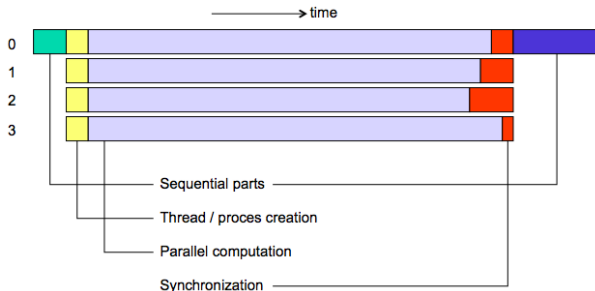 time
0
1
2
3
Sequential parts
Thread / proces creation
Parallel computation
Synchronization